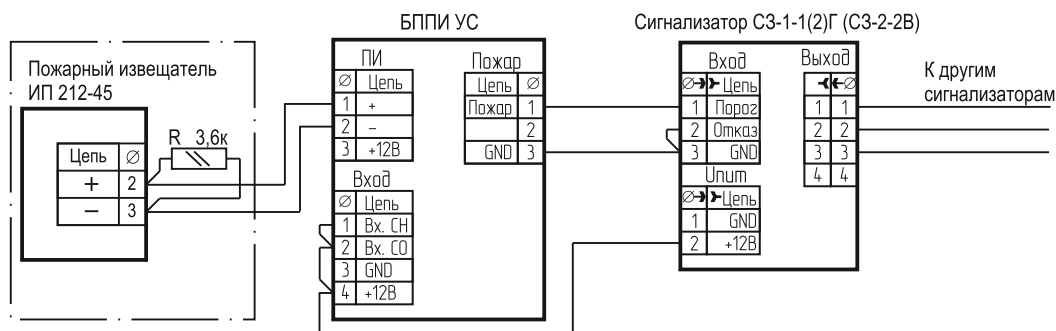 БППИ УС
Сигнализатор СЗ-1-1(2)Г (СЗ-2-2В)
Пожарный извещатель
ИП 212-45
Цепь ∅
+ 2
− 3
R 3,6к
ПИ
∅ Цепь
1 +
2 −
3 +12В
Вход
∅ Цепь
1 Вх. СН
2 Вх. СО
3 GND
4 +12В
Пожар
Цепь ∅
Пожар 1
2
GND 3
Вход
∅ Цепь
1 Порог
2 Отказ
3 GND
Uпит
∅ Цепь
1 GND
2 +12В
Выход
∅
1 1
2 2
3 3
4 4
К другим
сигнализаторам